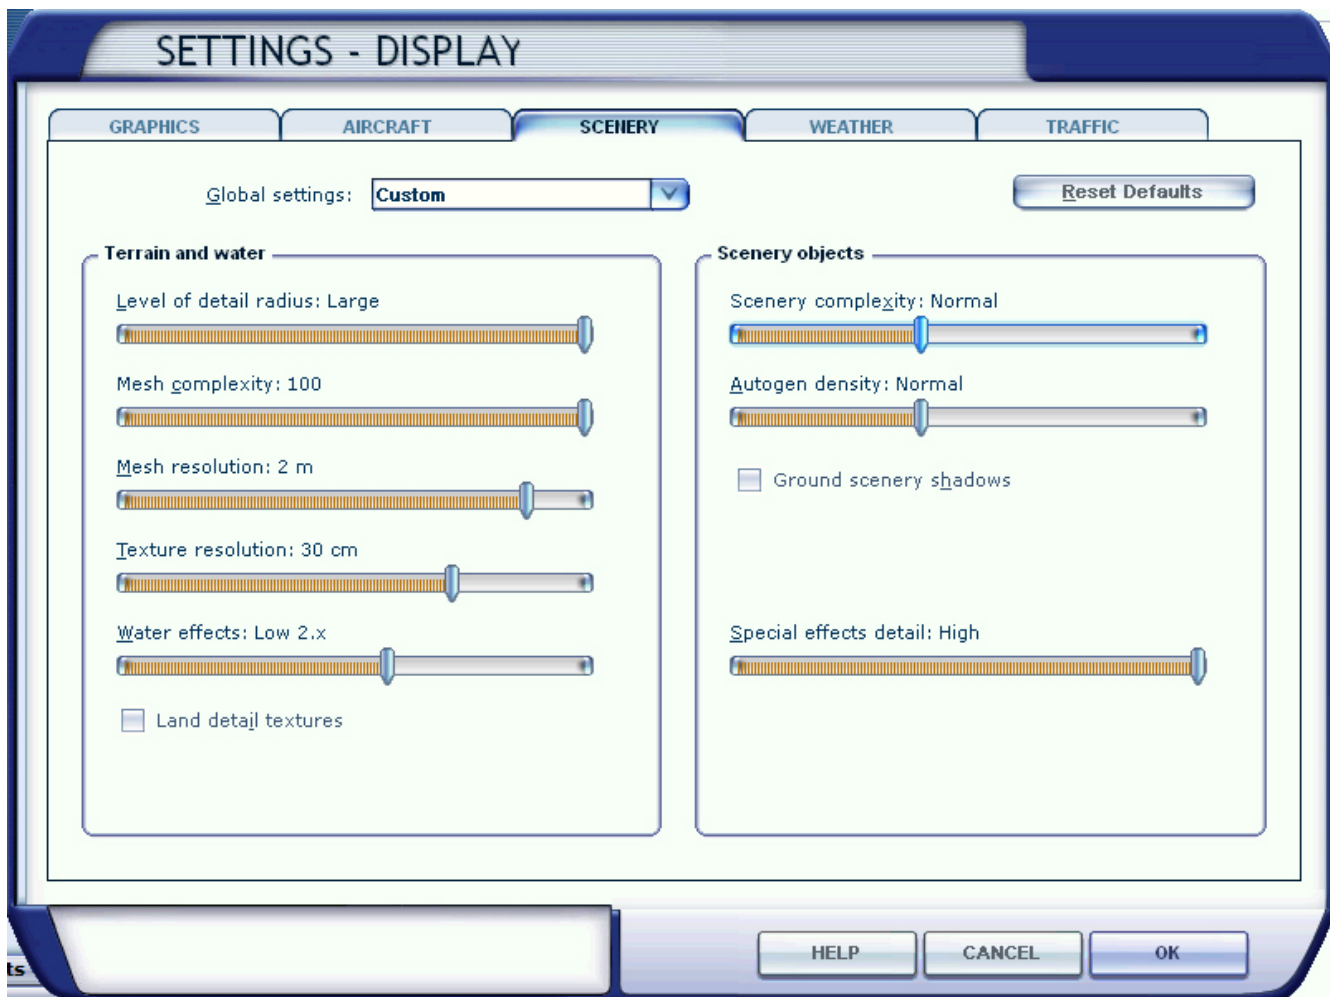 SETTINGS - DISPLAY
GRAPHICS AIRCRAFT SCENERY WEATHER TRAFFIC
Global settings: Custom Reset Defaults
Terrain and water
Level of detail radius: Large
Mesh complexity: 100
Mesh resolution: 2 m
Texture resolution: 30 cm
Water effects: Low 2.x
Land detail textures
Scenery objects
Scenery complexity: Normal
Autogen density: Normal
Ground scenery shadows
Special effects detail: High
HELP CANCEL OK
ts